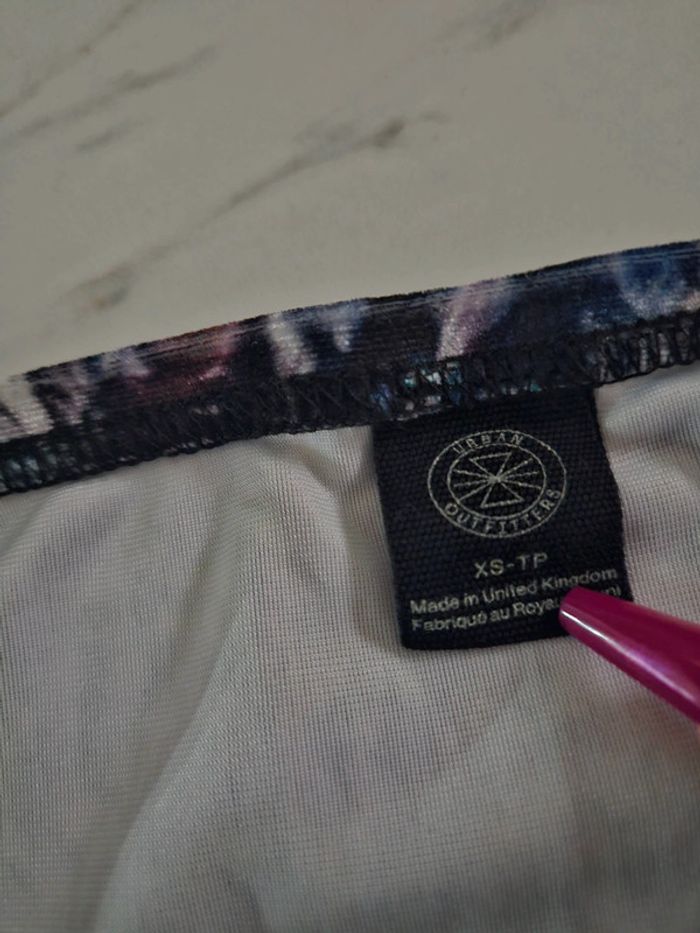 URBAN
OUTFITTERS
XS-TP
Made in United Kingdom
Fabriqué au